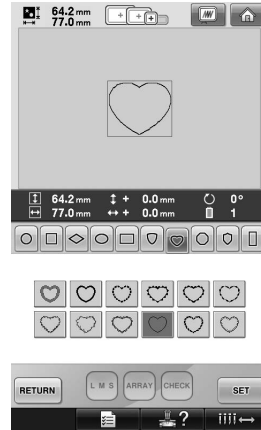 64.2 mm
77.0 mm
64.2 mm + 0.0 mm 0°
77.0 mm + 0.0 mm 1
RETURN L M S ARRAY CHECK SET
?